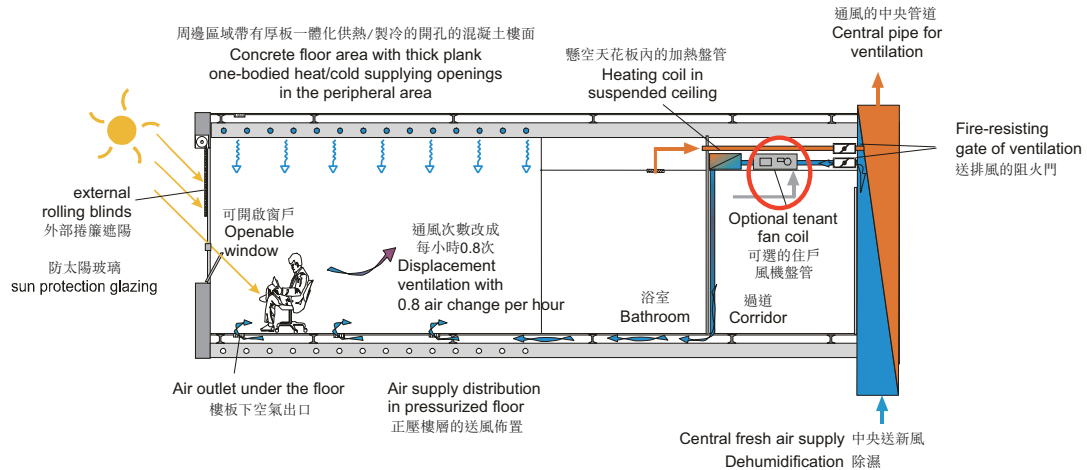 通風的中央管道
Central pipe for
ventilation
周邊區域帶有厚板一體化供熱/製冷的開孔的混凝土樓面
Concrete floor area with thick plank
one-bodied heat/cold supplying openings
in the peripheral area
懸空天花板內的加熱盤管
Heating coil in
suspended ceiling
Fire-resisting
gate of ventilation
送排風的阻火門
external
rolling blinds
外部捲簾遮陽
可開啟窗戶
Openable
window
防太陽玻璃
sun protection glazing
通風次數改成
每小時0.8次
Displacement
ventilation with
0.8 air change per hour
Optional tenant
fan coil
可選的住戶
風機盤管
浴室
Bathroom
過道
Corridor
Air outlet under the floor
樓板下空氣出口
Air supply distribution
in pressurized floor
正壓樓層的送風佈置
Central fresh air supply 中央送新風
Dehumidification 除濕